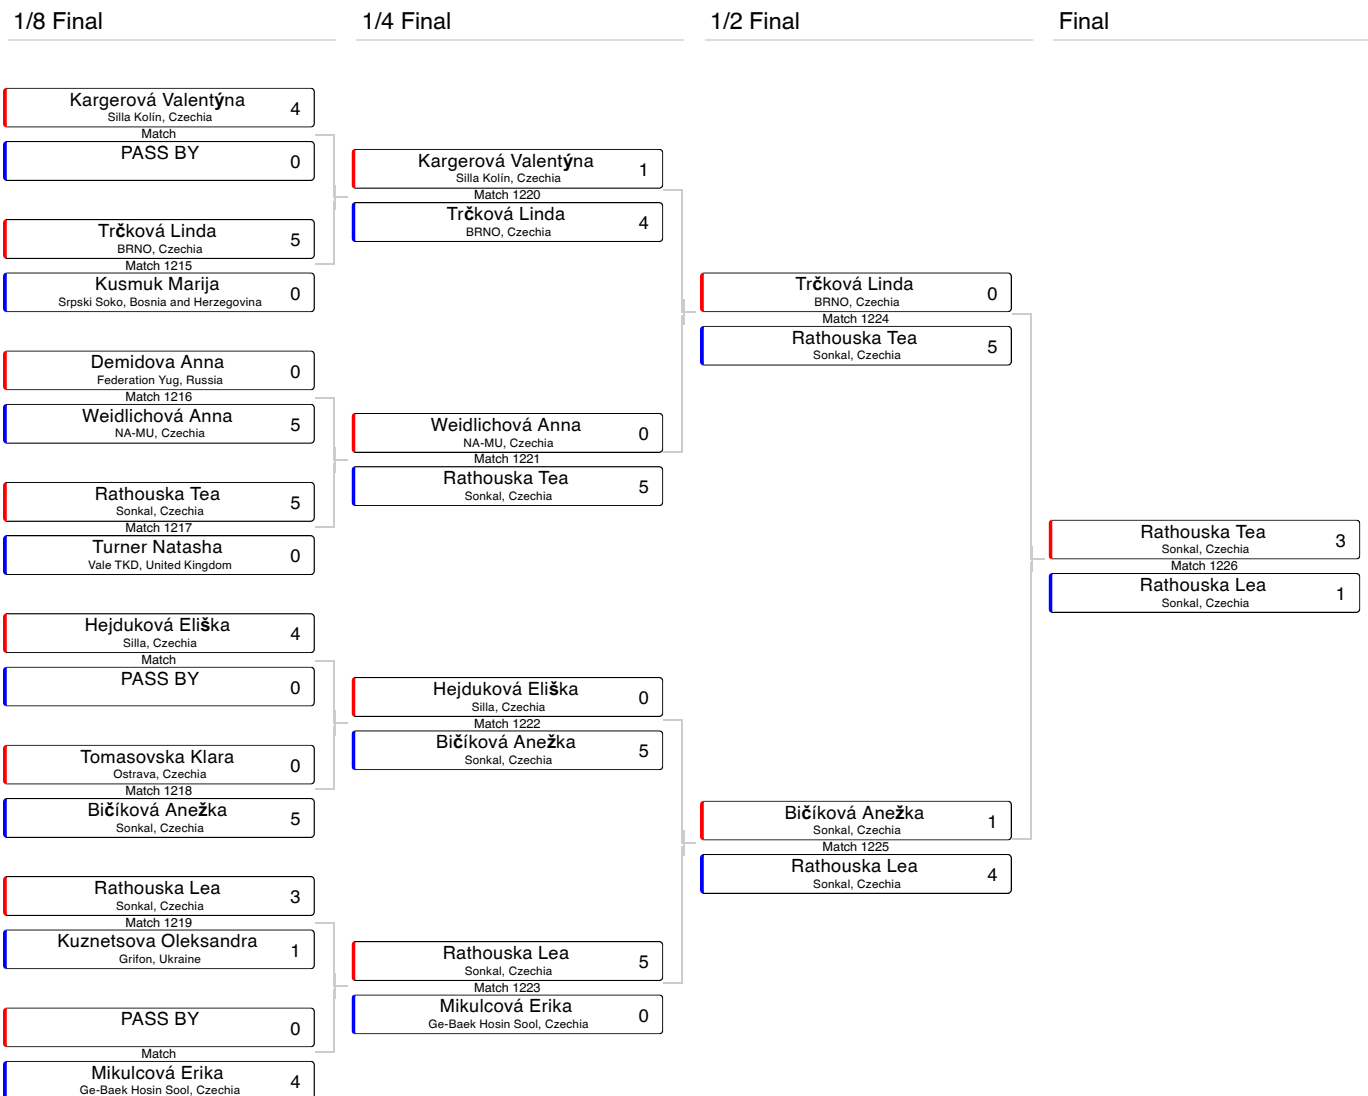 1/8 Final
1/4 Final
1/2 Final
Final
Kargerová Valentýna
4
Silla Kolín, Czechia
Match
PASS BY
0
Trčková Linda
5
BRNO, Czechia
Match 1215
Kusmuk Marija
0
Srpski Soko, Bosnia and Herzegovina
Demidova Anna
0
Federation Yug, Russia
Match 1216
Weidlichová Anna
5
NA-MU, Czechia
Rathouska Tea
5
Sonkal, Czechia
Match 1217
Turner Natasha
0
Vale TKD, United Kingdom
Hejduková Eliška
4
Silla, Czechia
Match
PASS BY
0
Tomasovska Klara
0
Ostrava, Czechia
Match 1218
Bičíková Anežka
5
Sonkal, Czechia
Rathouska Lea
3
Sonkal, Czechia
Match 1219
Kuznetsova Oleksandra
1
Grifon, Ukraine
PASS BY
0
Match
Mikulcová Erika
4
Ge-Baek Hosin Sool, Czechia
Kargerová Valentýna
1
Silla Kolín, Czechia
Match 1220
Trčková Linda
4
BRNO, Czechia
Weidlichová Anna
0
NA-MU, Czechia
Match 1221
Rathouska Tea
5
Sonkal, Czechia
Hejduková Eliška
0
Silla, Czechia
Match 1222
Bičíková Anežka
5
Sonkal, Czechia
Rathouska Lea
5
Sonkal, Czechia
Match 1223
Mikulcová Erika
0
Ge-Baek Hosin Sool, Czechia
Trčková Linda
0
BRNO, Czechia
Match 1224
Rathouska Tea
5
Sonkal, Czechia
Bičíková Anežka
1
Sonkal, Czechia
Match 1225
Rathouska Lea
4
Sonkal, Czechia
Rathouska Tea
3
Sonkal, Czechia
Match 1226
Rathouska Lea
1
Sonkal, Czechia